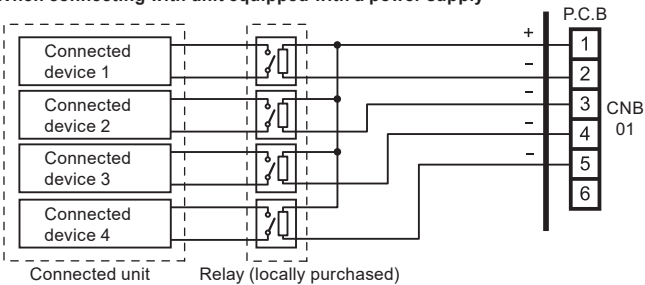 When connecting with unit equipped with a power supply
P.C.B
Connected
device 1
Connected
device 2
Connected
device 3
Connected
device 4
+
−
−
−
−
1
2
3
4
5
6
CNB
01
Connected unit
Relay (locally purchased)